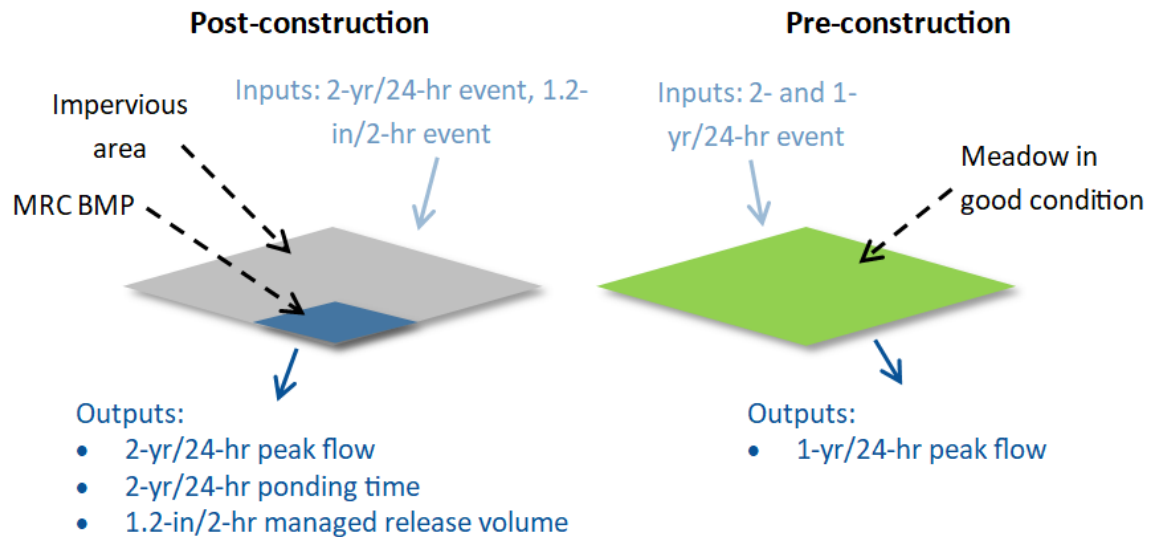 Post-construction
Inputs: 2-yr/24-hr event, 1.2-
in/2-hr event
Impervious
area
MRC BMP
Outputs:
• 2-yr/24-hr peak flow
• 2-yr/24-hr ponding time
• 1.2-in/2-hr managed release volume
Pre-construction
Inputs: 2- and 1-
yr/24-hr event
Meadow in
good condition
Outputs:
• 1-yr/24-hr peak flow